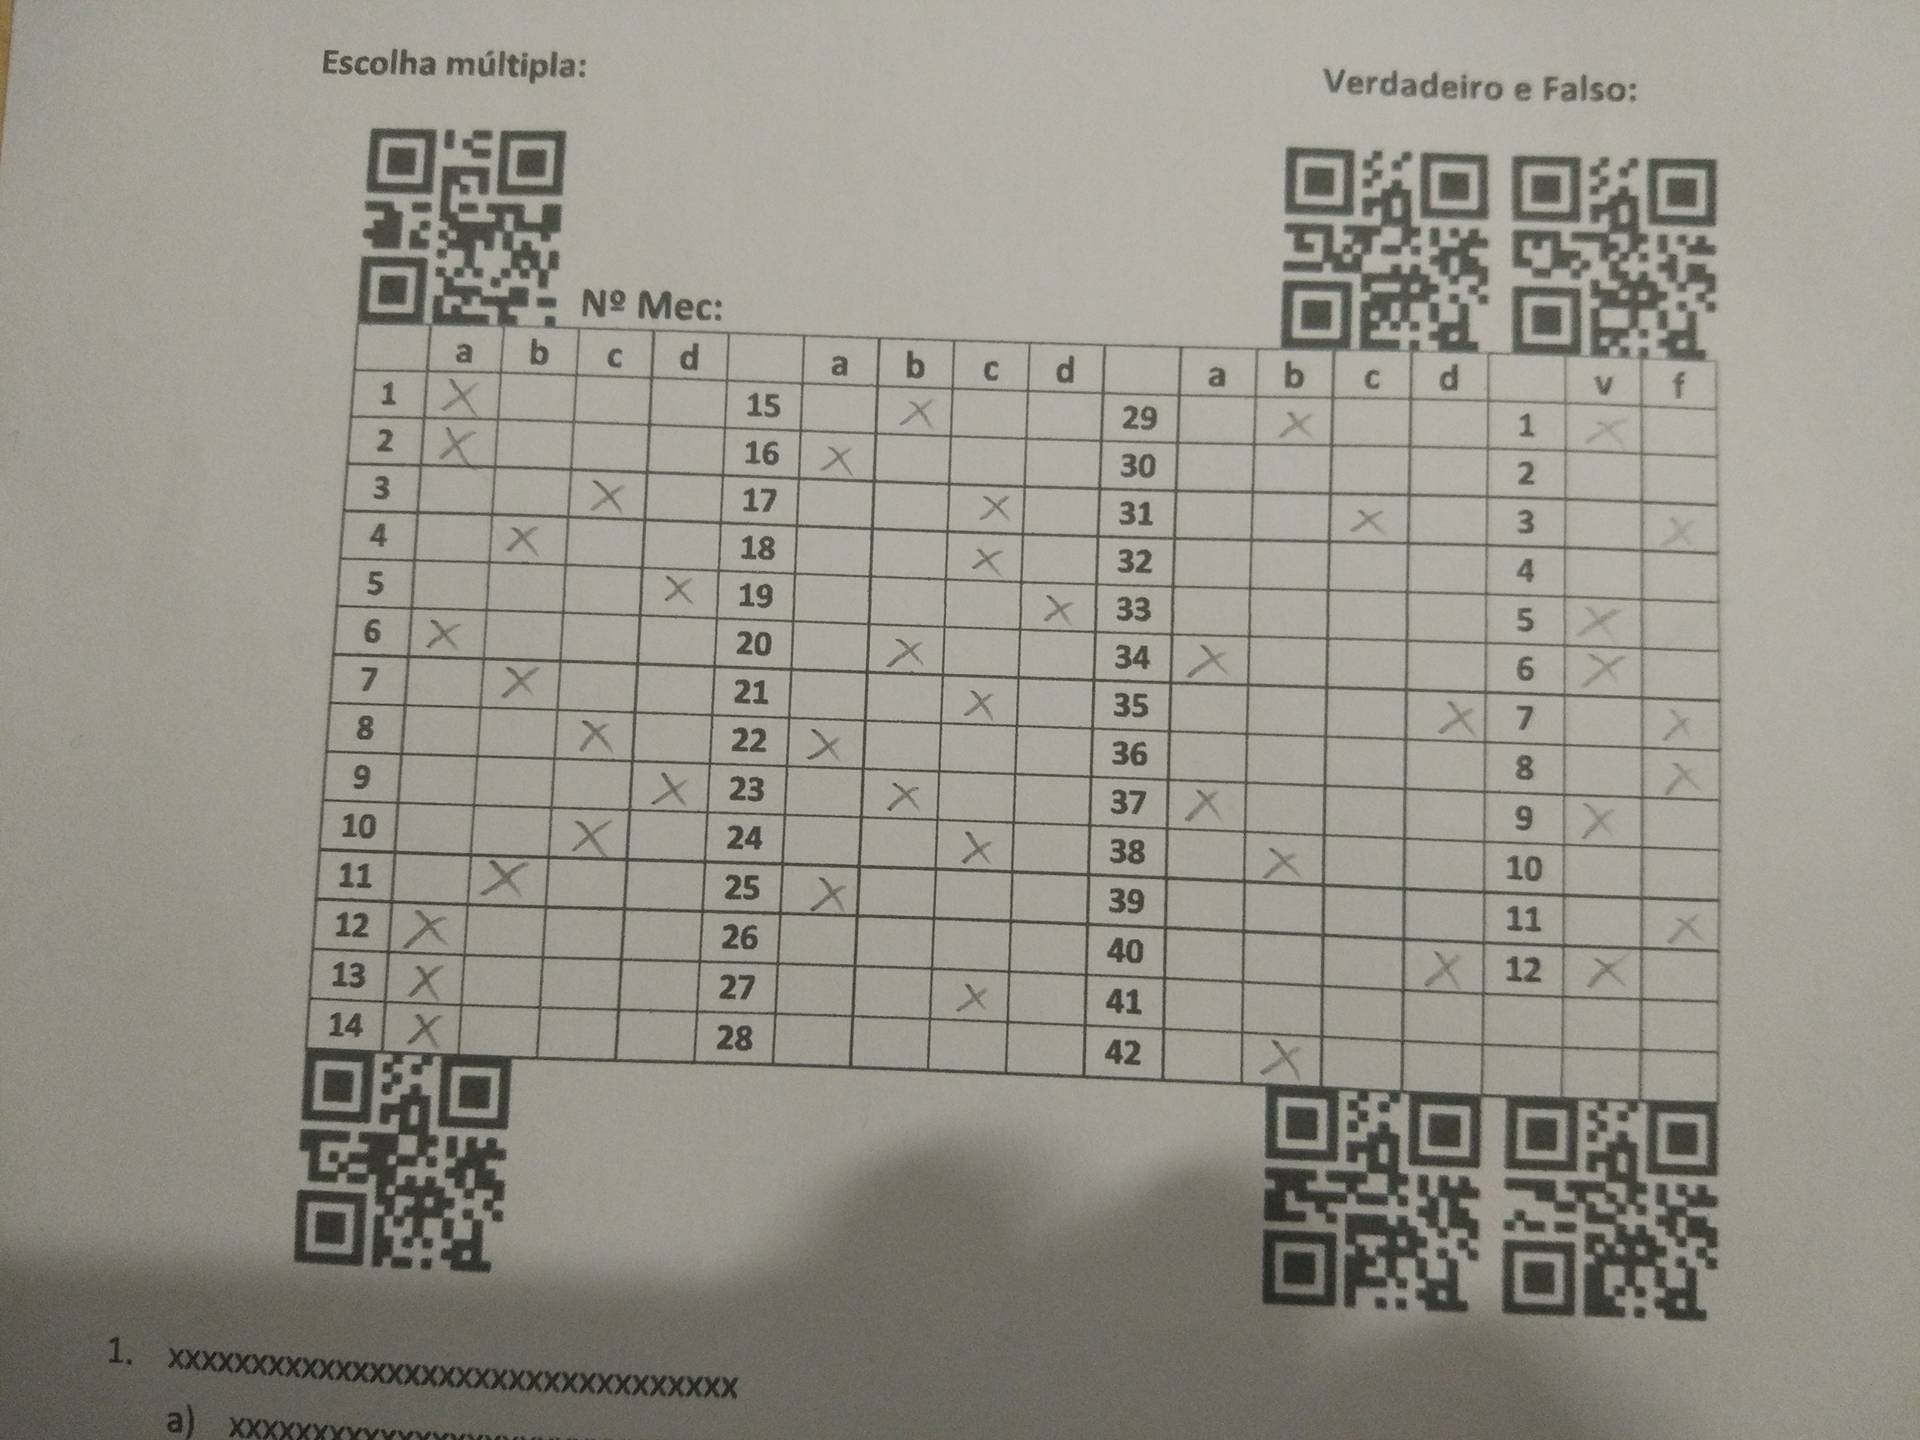 Escolha múltipla:
Verdadeiro e Falso:
Nº Mec:
a b c d a b c d a b c d v f
1 X 15 X 29 X 1 X
2 X 16 X 30 2
3 X 17 X 31 X 3 X
4 X 18 X 32 4
5 X 19 X 33 5 X
6 X 20 X 34 X 6 X
7 X 21 X 35 X 7 X
8 X 22 X 36 8 X
9 X 23 X 37 X 9 X
10 X 24 X 38 X 10
11 X 25 X 39 11 X
12 X 26 40 X 12 X
13 X 27 X 41
14 X 28 42 X
1. xxxxxxxxxxxxxxxxxxxxxxxxxxxxxxxxxx
a)